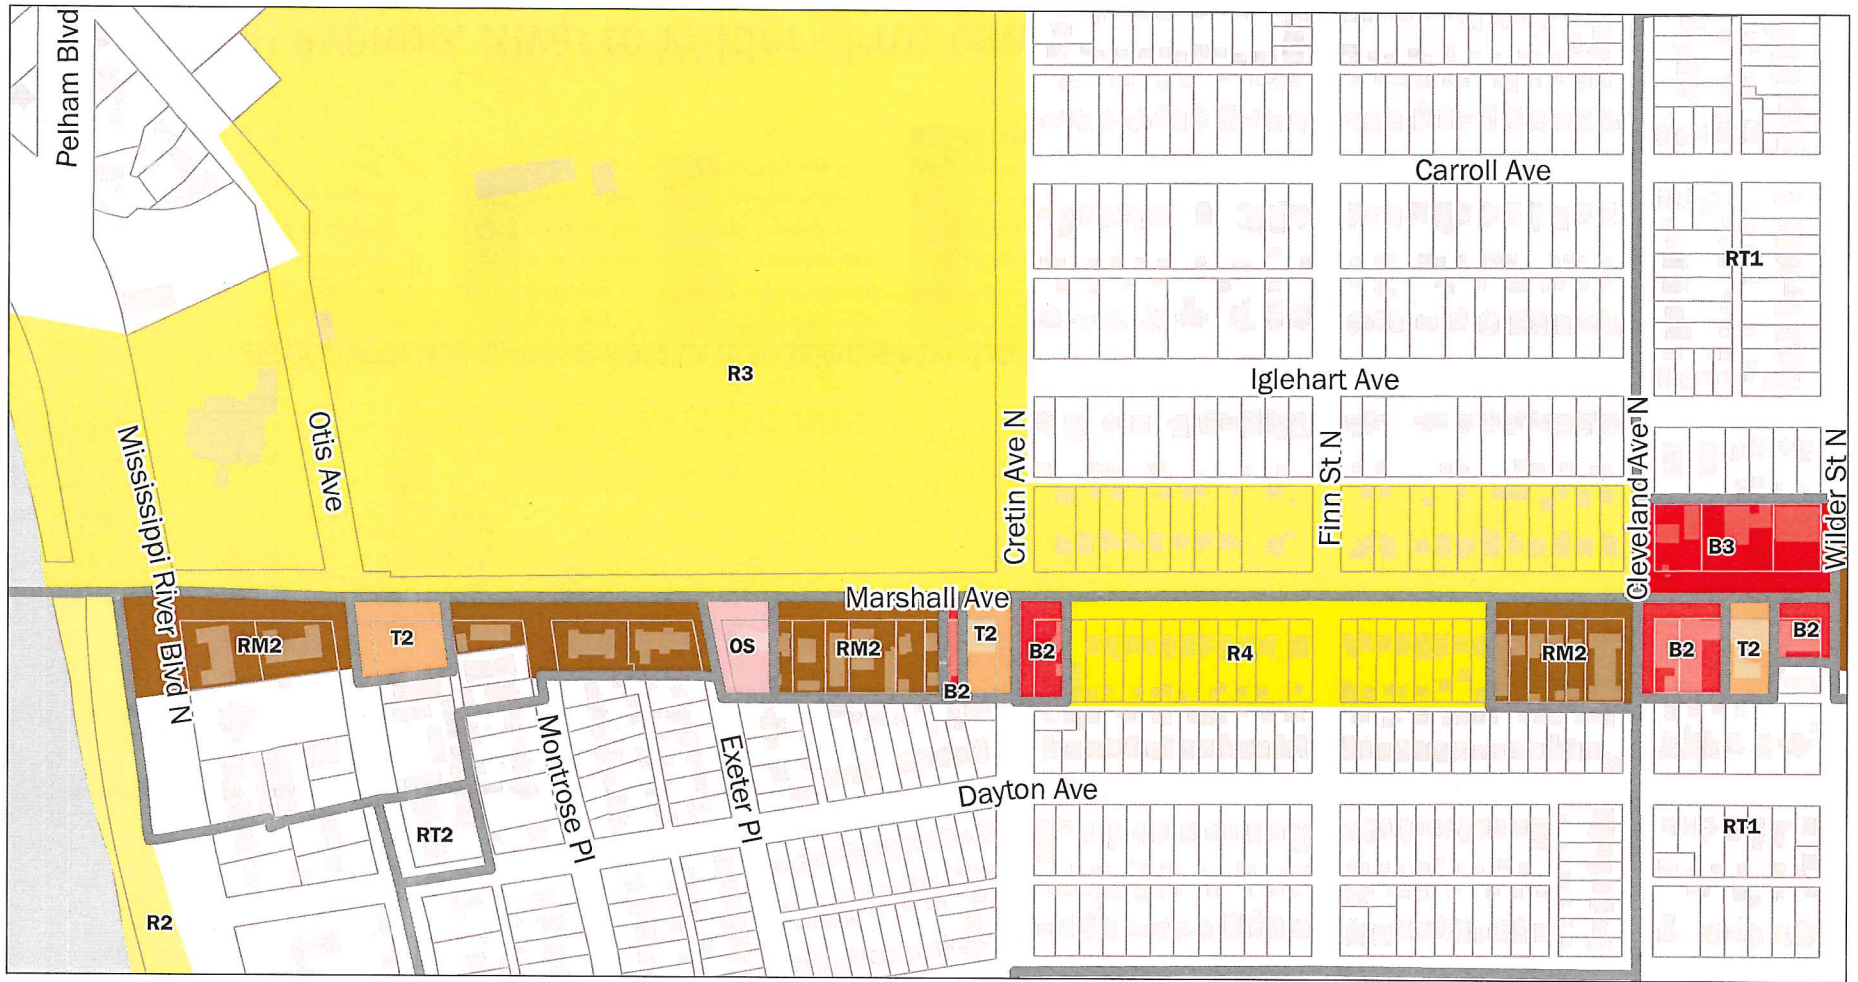 Pelham Blvd
Carroll Ave
RT1
R3
Iglehart Ave
Mississippi River Blvd N
Otis Ave
Cretin Ave N
Finn St N
Cleveland Ave N
Wilder St N
B3
Marshall Ave
RM2
T2
OS
RM2
B2
T2
B2
R4
RM2
B2
T2
B2
Montrose Pl
Exeter Pl
Dayton Ave
RT2
RT1
R2